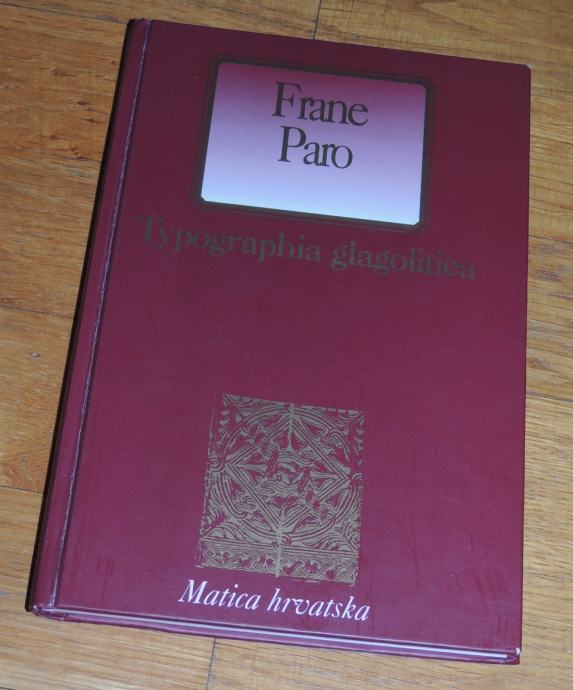 Frane
Paro
Typographia glagolitica
Matica hrvatska